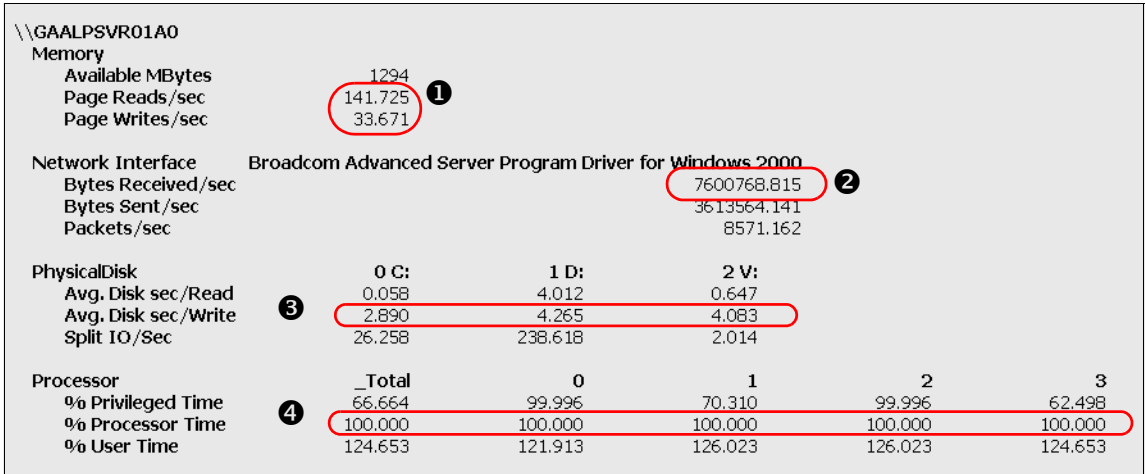 \\GAALPSVR01A0
Memory
Available MBytes 1294
Page Reads/sec 141.725 ❶
Page Writes/sec 33.671
Network Interface Broadcom Advanced Server Program Driver for Windows 2000
Bytes Received/sec 7600768.815 ❷
Bytes Sent/sec 3613564.141
Packets/sec 8571.162
PhysicalDisk 0 C: 1 D: 2 V:
Avg. Disk sec/Read 0.058 4.012 0.647
Avg. Disk sec/Write ❸ 2.890 4.265 4.083
Split IO/Sec 26.258 238.618 2.014
Processor _Total 0 1 2 3
% Privileged Time 66.664 99.996 70.310 99.996 62.498
% Processor Time ❹ 100.000 100.000 100.000 100.000 100.000
% User Time 124.653 121.913 126.023 126.023 124.653